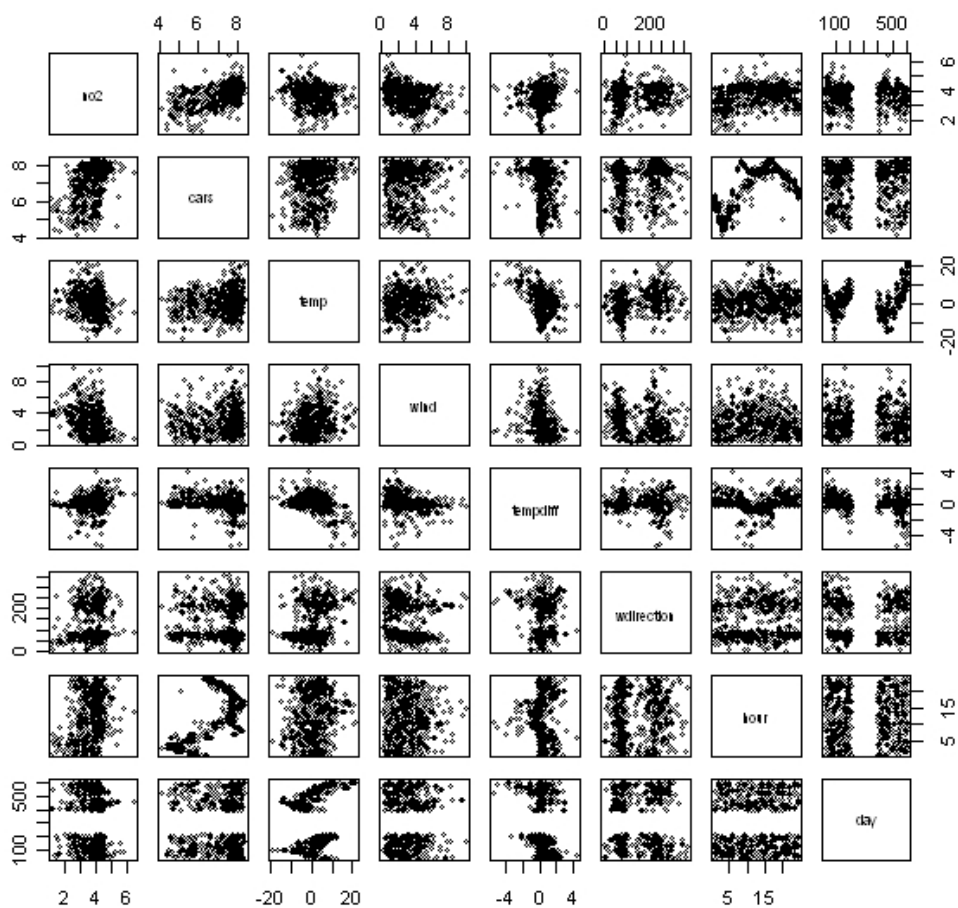 4 6 8 0 4 8 0 200 100 500
no2 2 4 6
4 6 8 cars
temp -20 0 20
0 4 8 wind
tempdiff -4 0 4
0 200 wdirection
hour 5 15
100 500 day
2 4 6 -20 0 20 -4 0 4 5 15